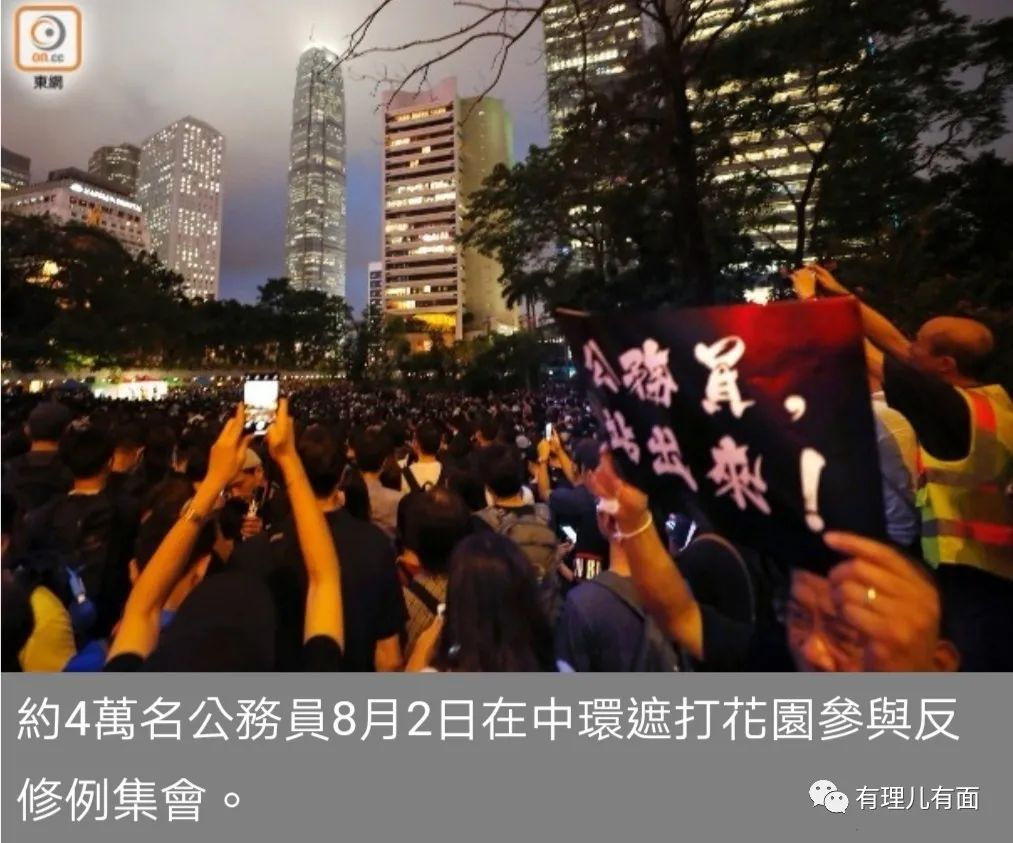 on.cc
東網
公務員，
站出來！
約4萬名公務員8月2日在中環遮打花園參與反
修例集會。
有理儿有面